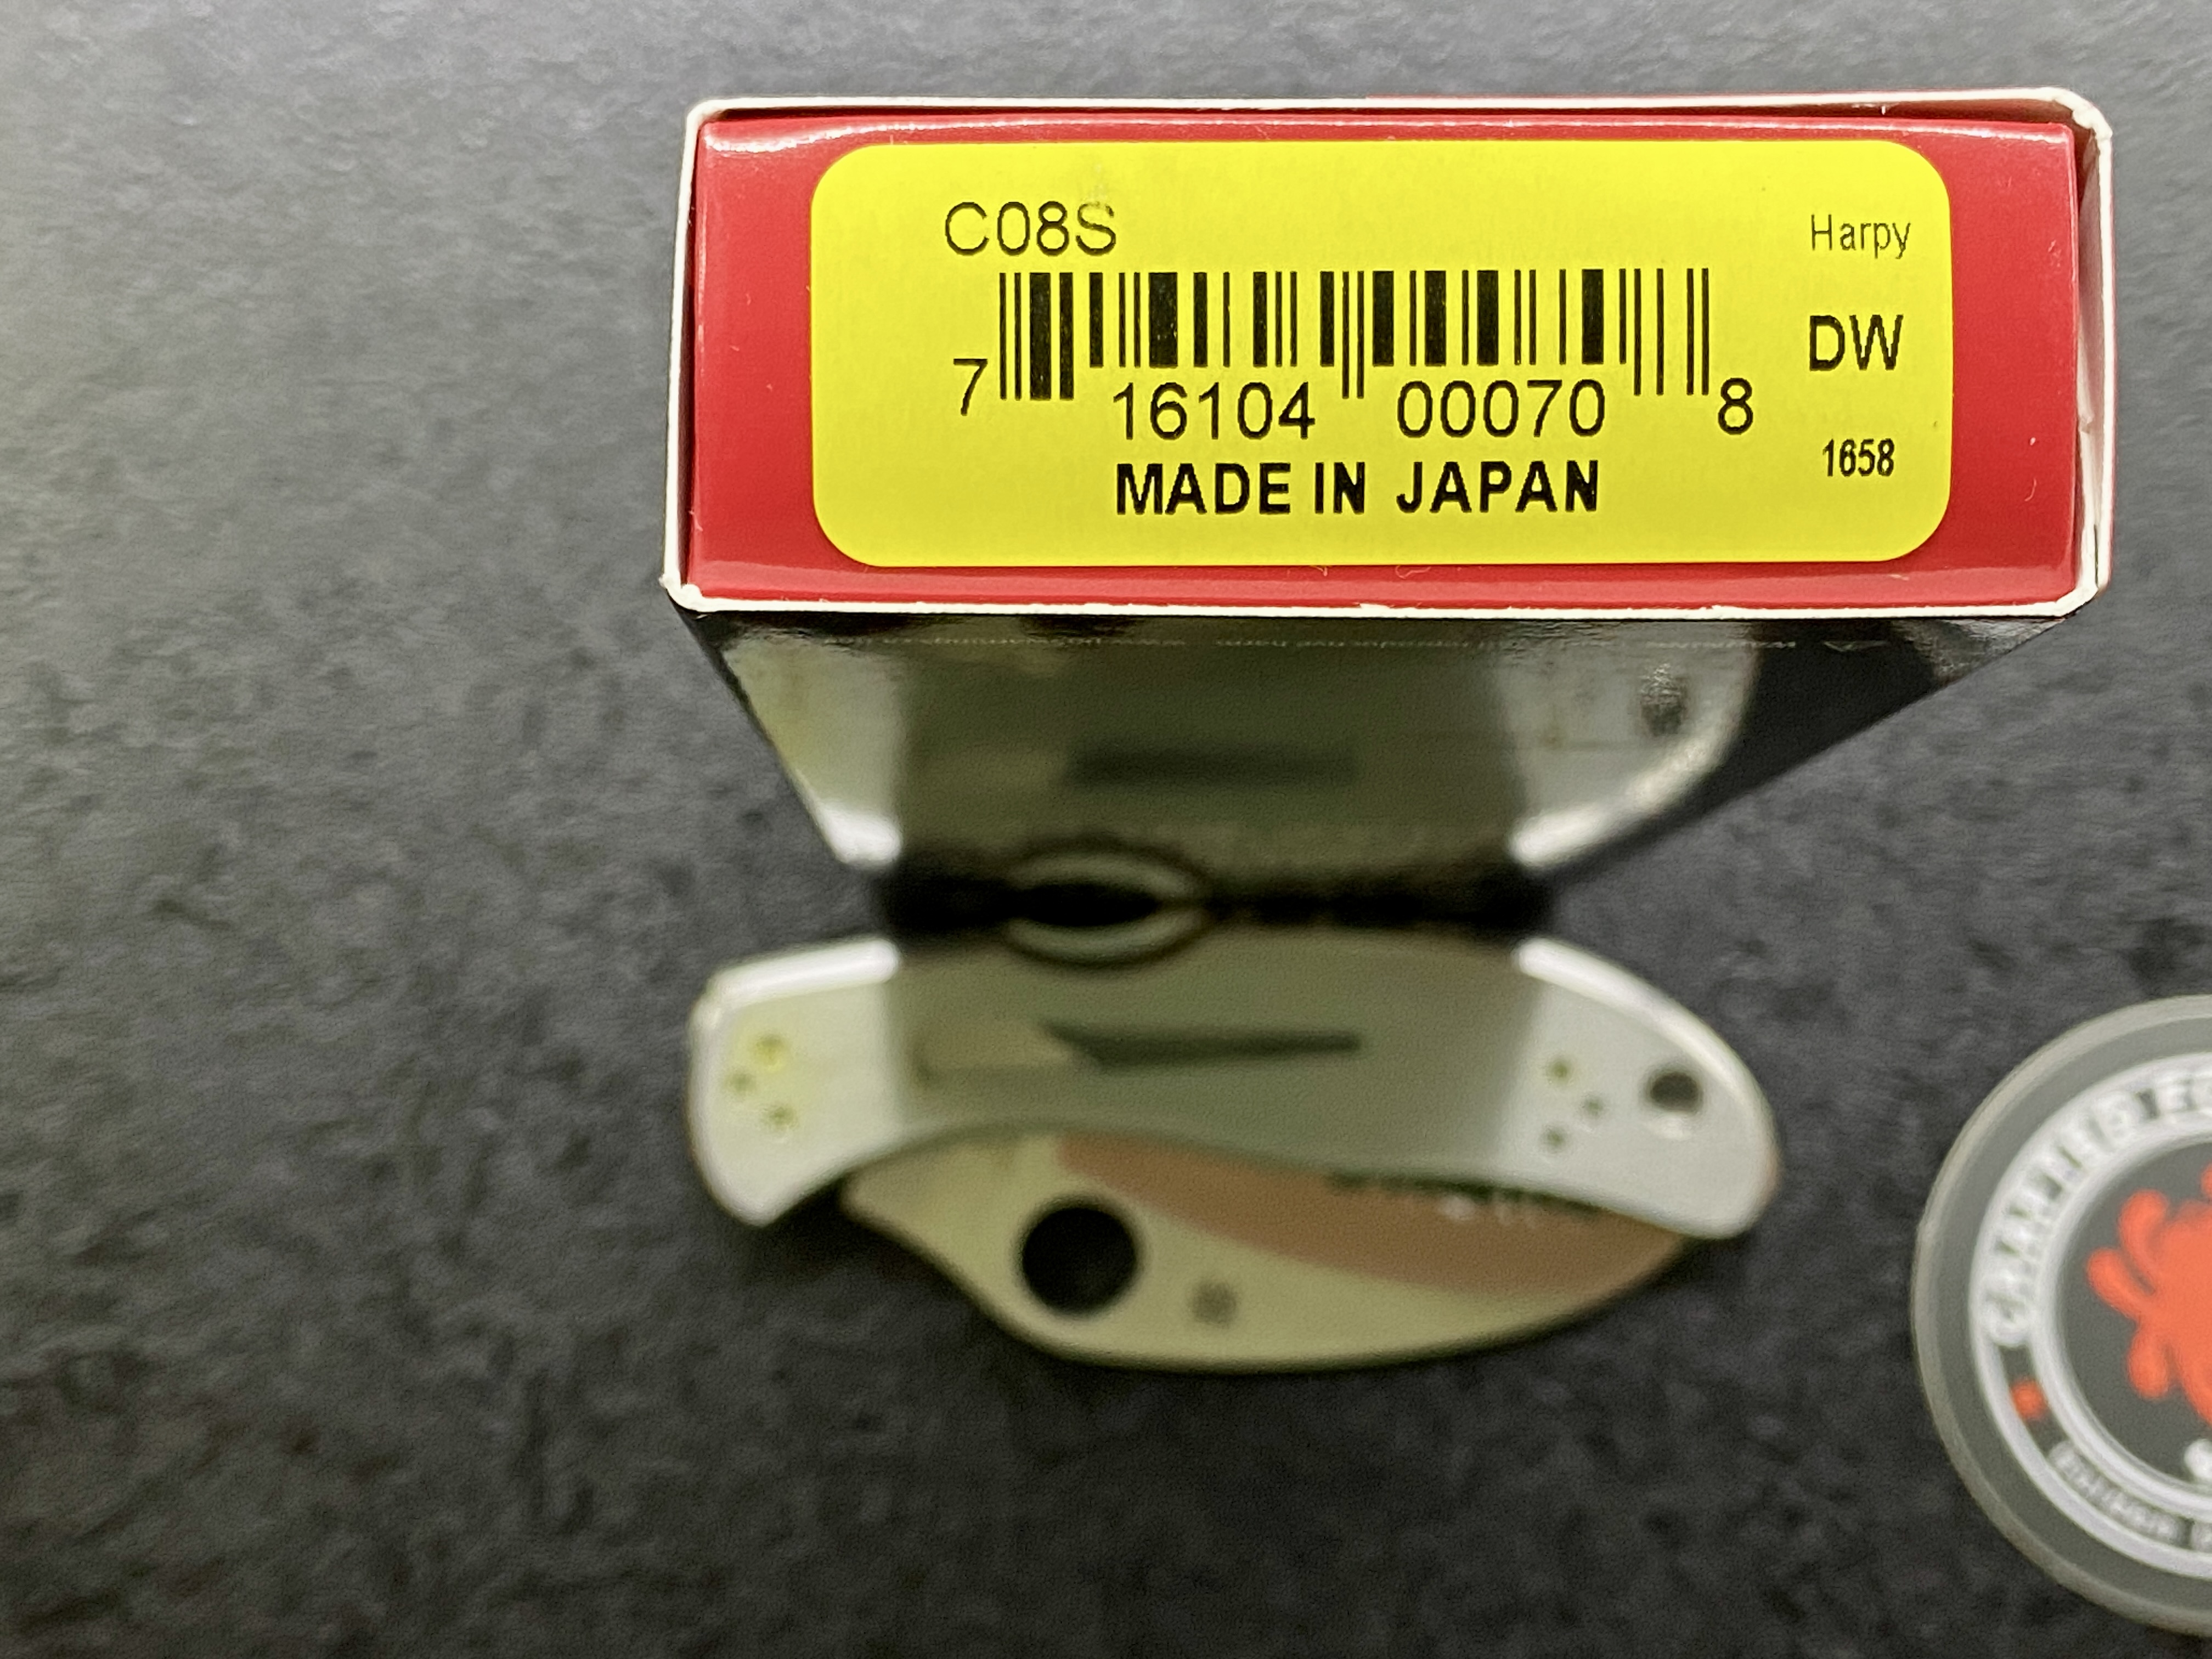 C08S
Harpy
DW
7 16104 00070 8
1658
MADE IN JAPAN